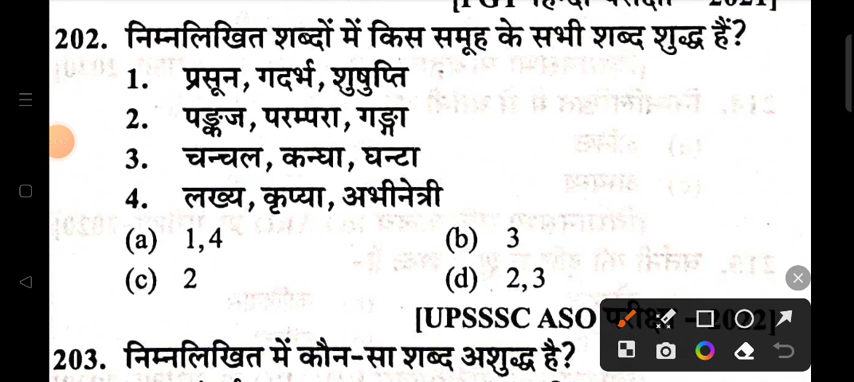 202. निम्नलिखित शब्दों में किस समूह के सभी शब्द शुद्ध हैं?
1. प्रसून, गदर्भ, शुषुप्ति
2. पङ्कज, परम्परा, गङ्गा
3. चन्चल, कन्घा, घन्टा
4. लख्य, कृप्या, अभीनेत्री
(a) 1,4 (b) 3
(c) 2 (d) 2,3
[UPSSSC ASO
203. निम्नलिखित में कौन-सा शब्द अशुद्ध है?